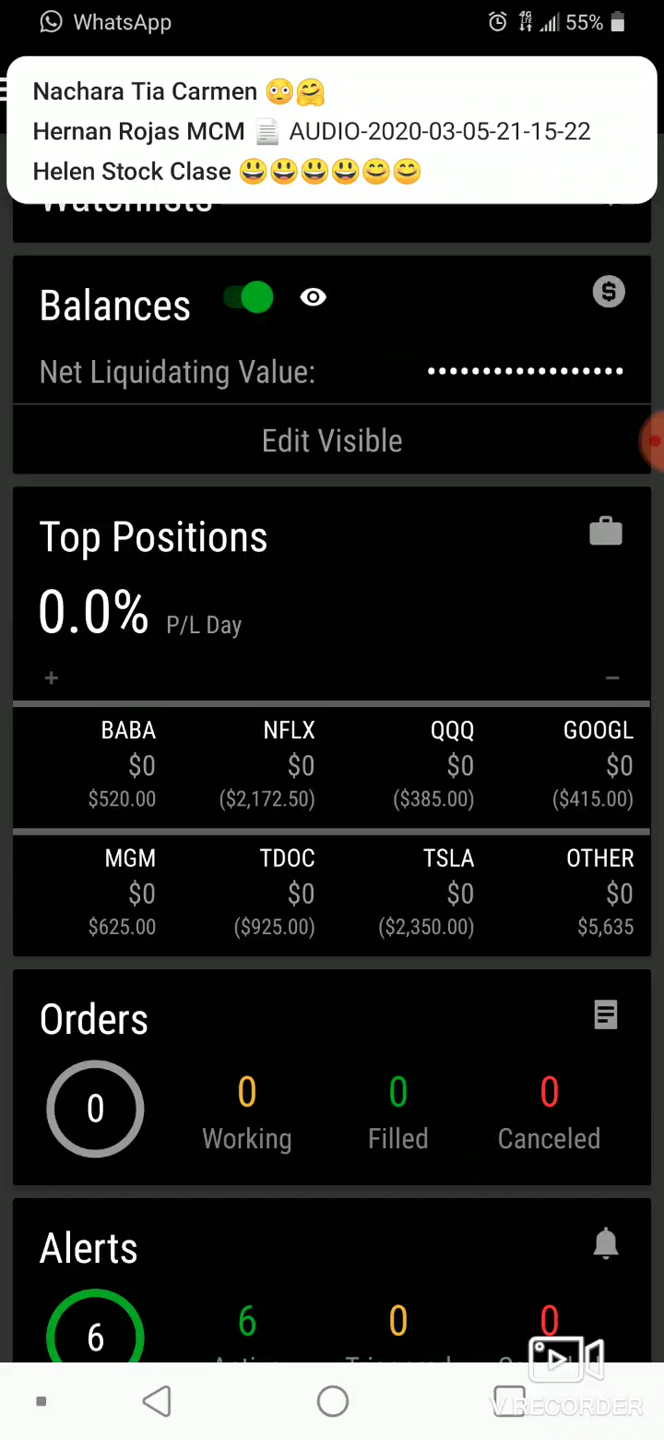 WhatsApp 4G LTE 55%
Nachara Tia Carmen 😳🤗
Hernan Rojas MCM 📄 AUDIO-2020-03-05-21-15-22
Helen Stock Clase 😃😃😃😃😊😊
Watchlists
Balances
Net Liquidating Value: ••••••••••••••••••
Edit Visible
Top Positions
0.0% P/L Day
+ −
BABA NFLX QQQ GOOGL
$0 $0 $0 $0
$520.00 ($2,172.50) ($385.00) ($415.00)
MGM TDOC TSLA OTHER
$0 $0 $0 $0
$625.00 ($925.00) ($2,350.00) $5,635
Orders
0 0 0 0
Working Filled Canceled
Alerts
6 6 0 0
V RECORDER